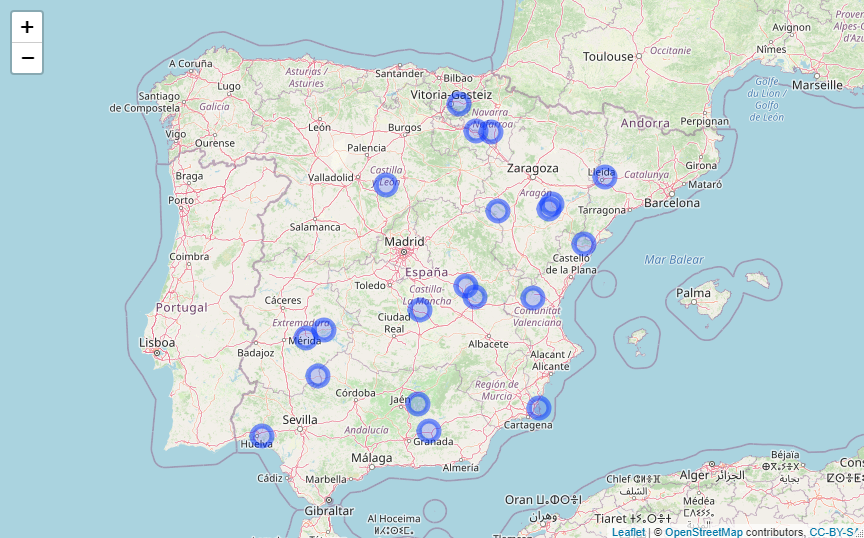 +
−
A Coruña
Asturias /
Asturies
Santander
Bilbao
Toulouse
Occitanie
Avignon
Nîmes
Marseille
Golfe
du Lion /
Golfo
de León
Lugo
Santiago
de Compostela
Galicia
Vitoria-Gasteiz
Navarra
Andorra
Perpignan
Vigo
Ourense
León
Burgos
Palencia
Girona
Braga
Valladolid
Castilla
y León
Zaragoza
Lleida
Catalunya
Mataró
Porto
Aragón
Tarragona
Barcelona
Salamanca
Madrid
Coimbra
España
Castelló
de la Plana
Mar Balear
Toledo
Castilla-
La Mancha
Palma
Portugal
Cáceres
Extremadura
Ciudad
Real
Comunitat
Valenciana
Lisboa
Badajoz
Mérida
Albacete
Alacant /
Alicante
Córdoba
Jaén
Región de
Murcia
Sevilla
Andalucía
Cartagena
Huelva
Granada
Málaga
Almería
Cádiz
Marbella
Gibraltar
Al Hoceima
Oran
وهران
Chlef
الشلف
Alger الجزائر
Médéa
Béjaïa
بجاية
Tiaret
Leaflet | © OpenStreetMap contributors, CC-BY-S